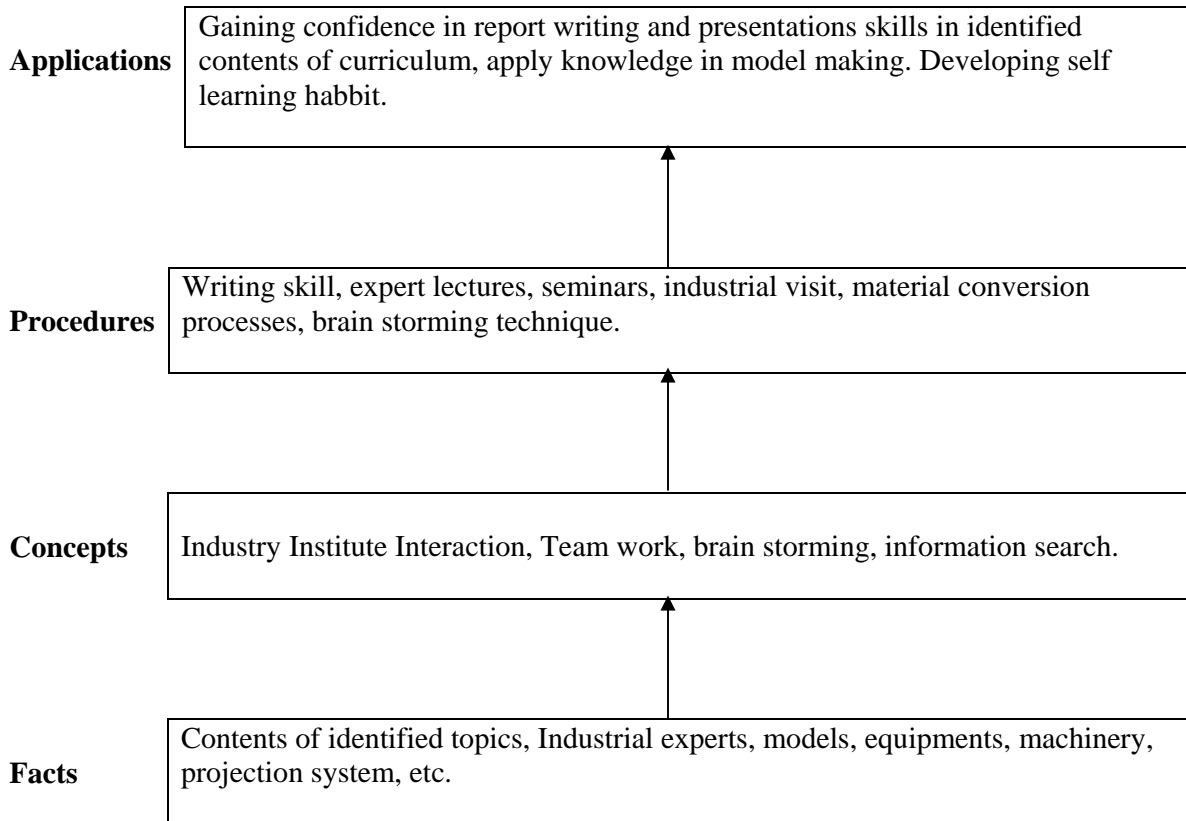 Applications
Gaining confidence in report writing and presentations skills in identified
contents of curriculum, apply knowledge in model making. Developing self
learning habbit.
Procedures
Writing skill, expert lectures, seminars, industrial visit, material conversion
processes, brain storming technique.
Concepts
Industry Institute Interaction, Team work, brain storming, information search.
Facts
Contents of identified topics, Industrial experts, models, equipments, machinery,
projection system, etc.